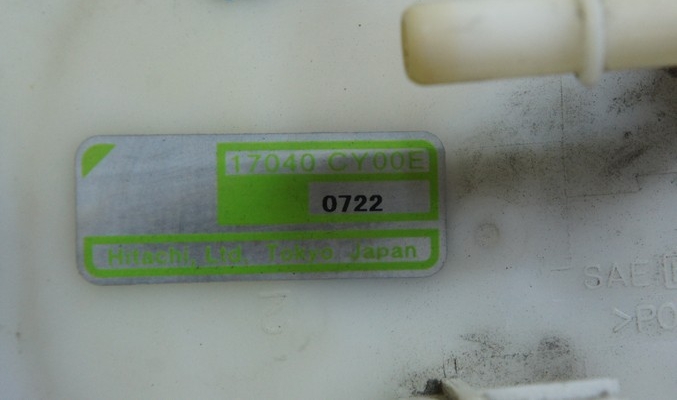 17040 CY00E
0722
Hitachi, Ltd. Tokyo Japan
SAE
>PO